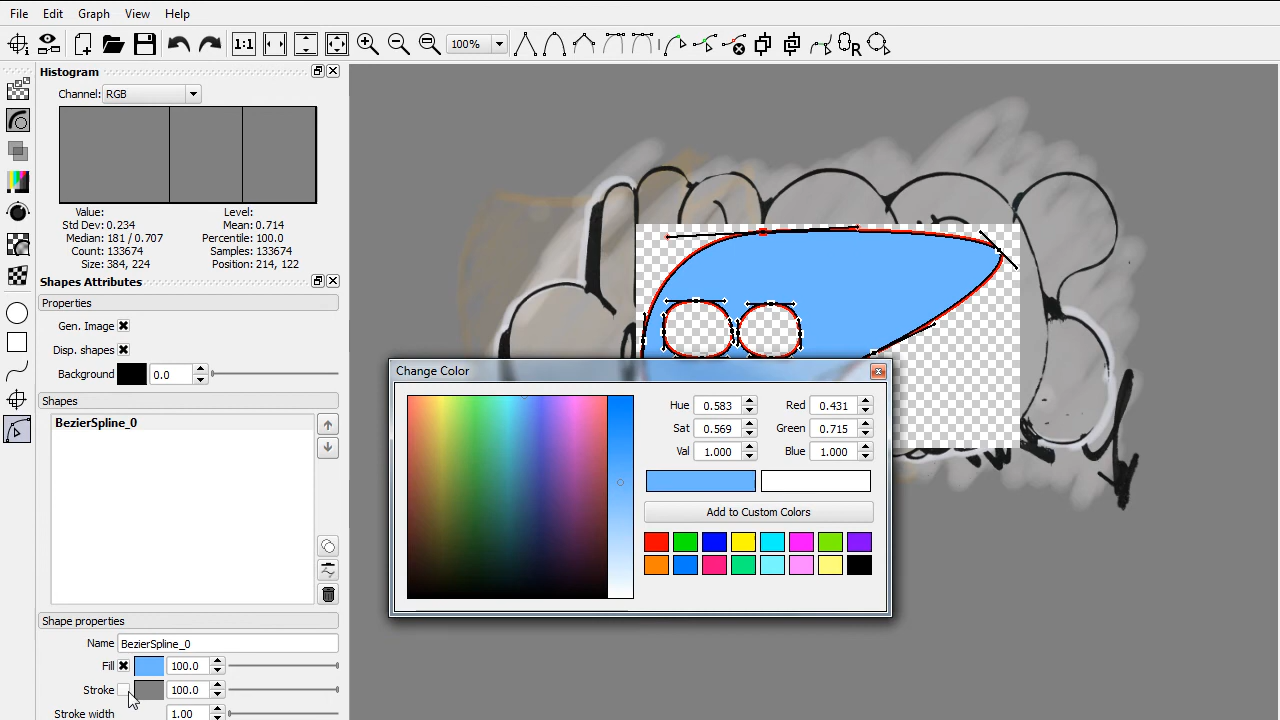 File Edit Graph View Help
1:1 100% R
Histogram
Channel: RGB
Value: Level:
Std Dev: 0.234 Mean: 0.714
Median: 181 / 0.707 Percentile: 100.0
Count: 133674 Samples: 133674
Size: 384, 224 Position: 214, 122
Shapes Attributes
Properties
Gen. Image
Disp. shapes
Background 0.0
Shapes
BezierSpline_0
Shape properties
Name BezierSpline_0
Fill 100.0
Stroke 100.0
Stroke width 1.00
Change Color
Hue 0.583 Red 0.431
Sat 0.569 Green 0.715
Val 1.000 Blue 1.000
Add to Custom Colors